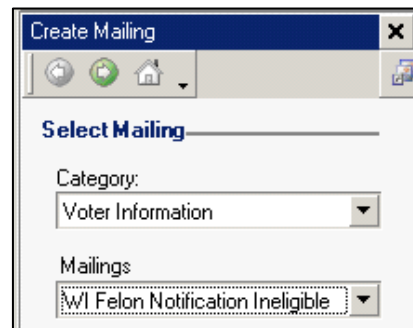 Create Mailing
Select Mailing
Category:
Voter Information
Mailings
WI Felon Notification Ineligible